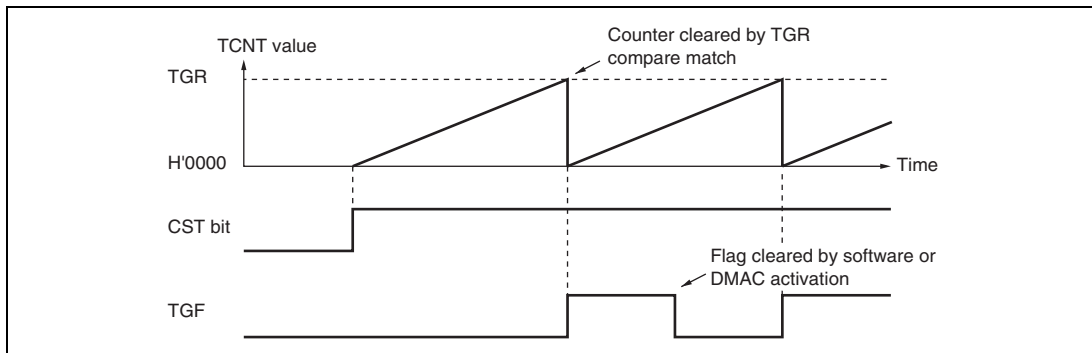 Counter cleared by TGR
compare match
TCNT value
TGR
H'0000
Time
CST bit
Flag cleared by software or
DMAC activation
TGF